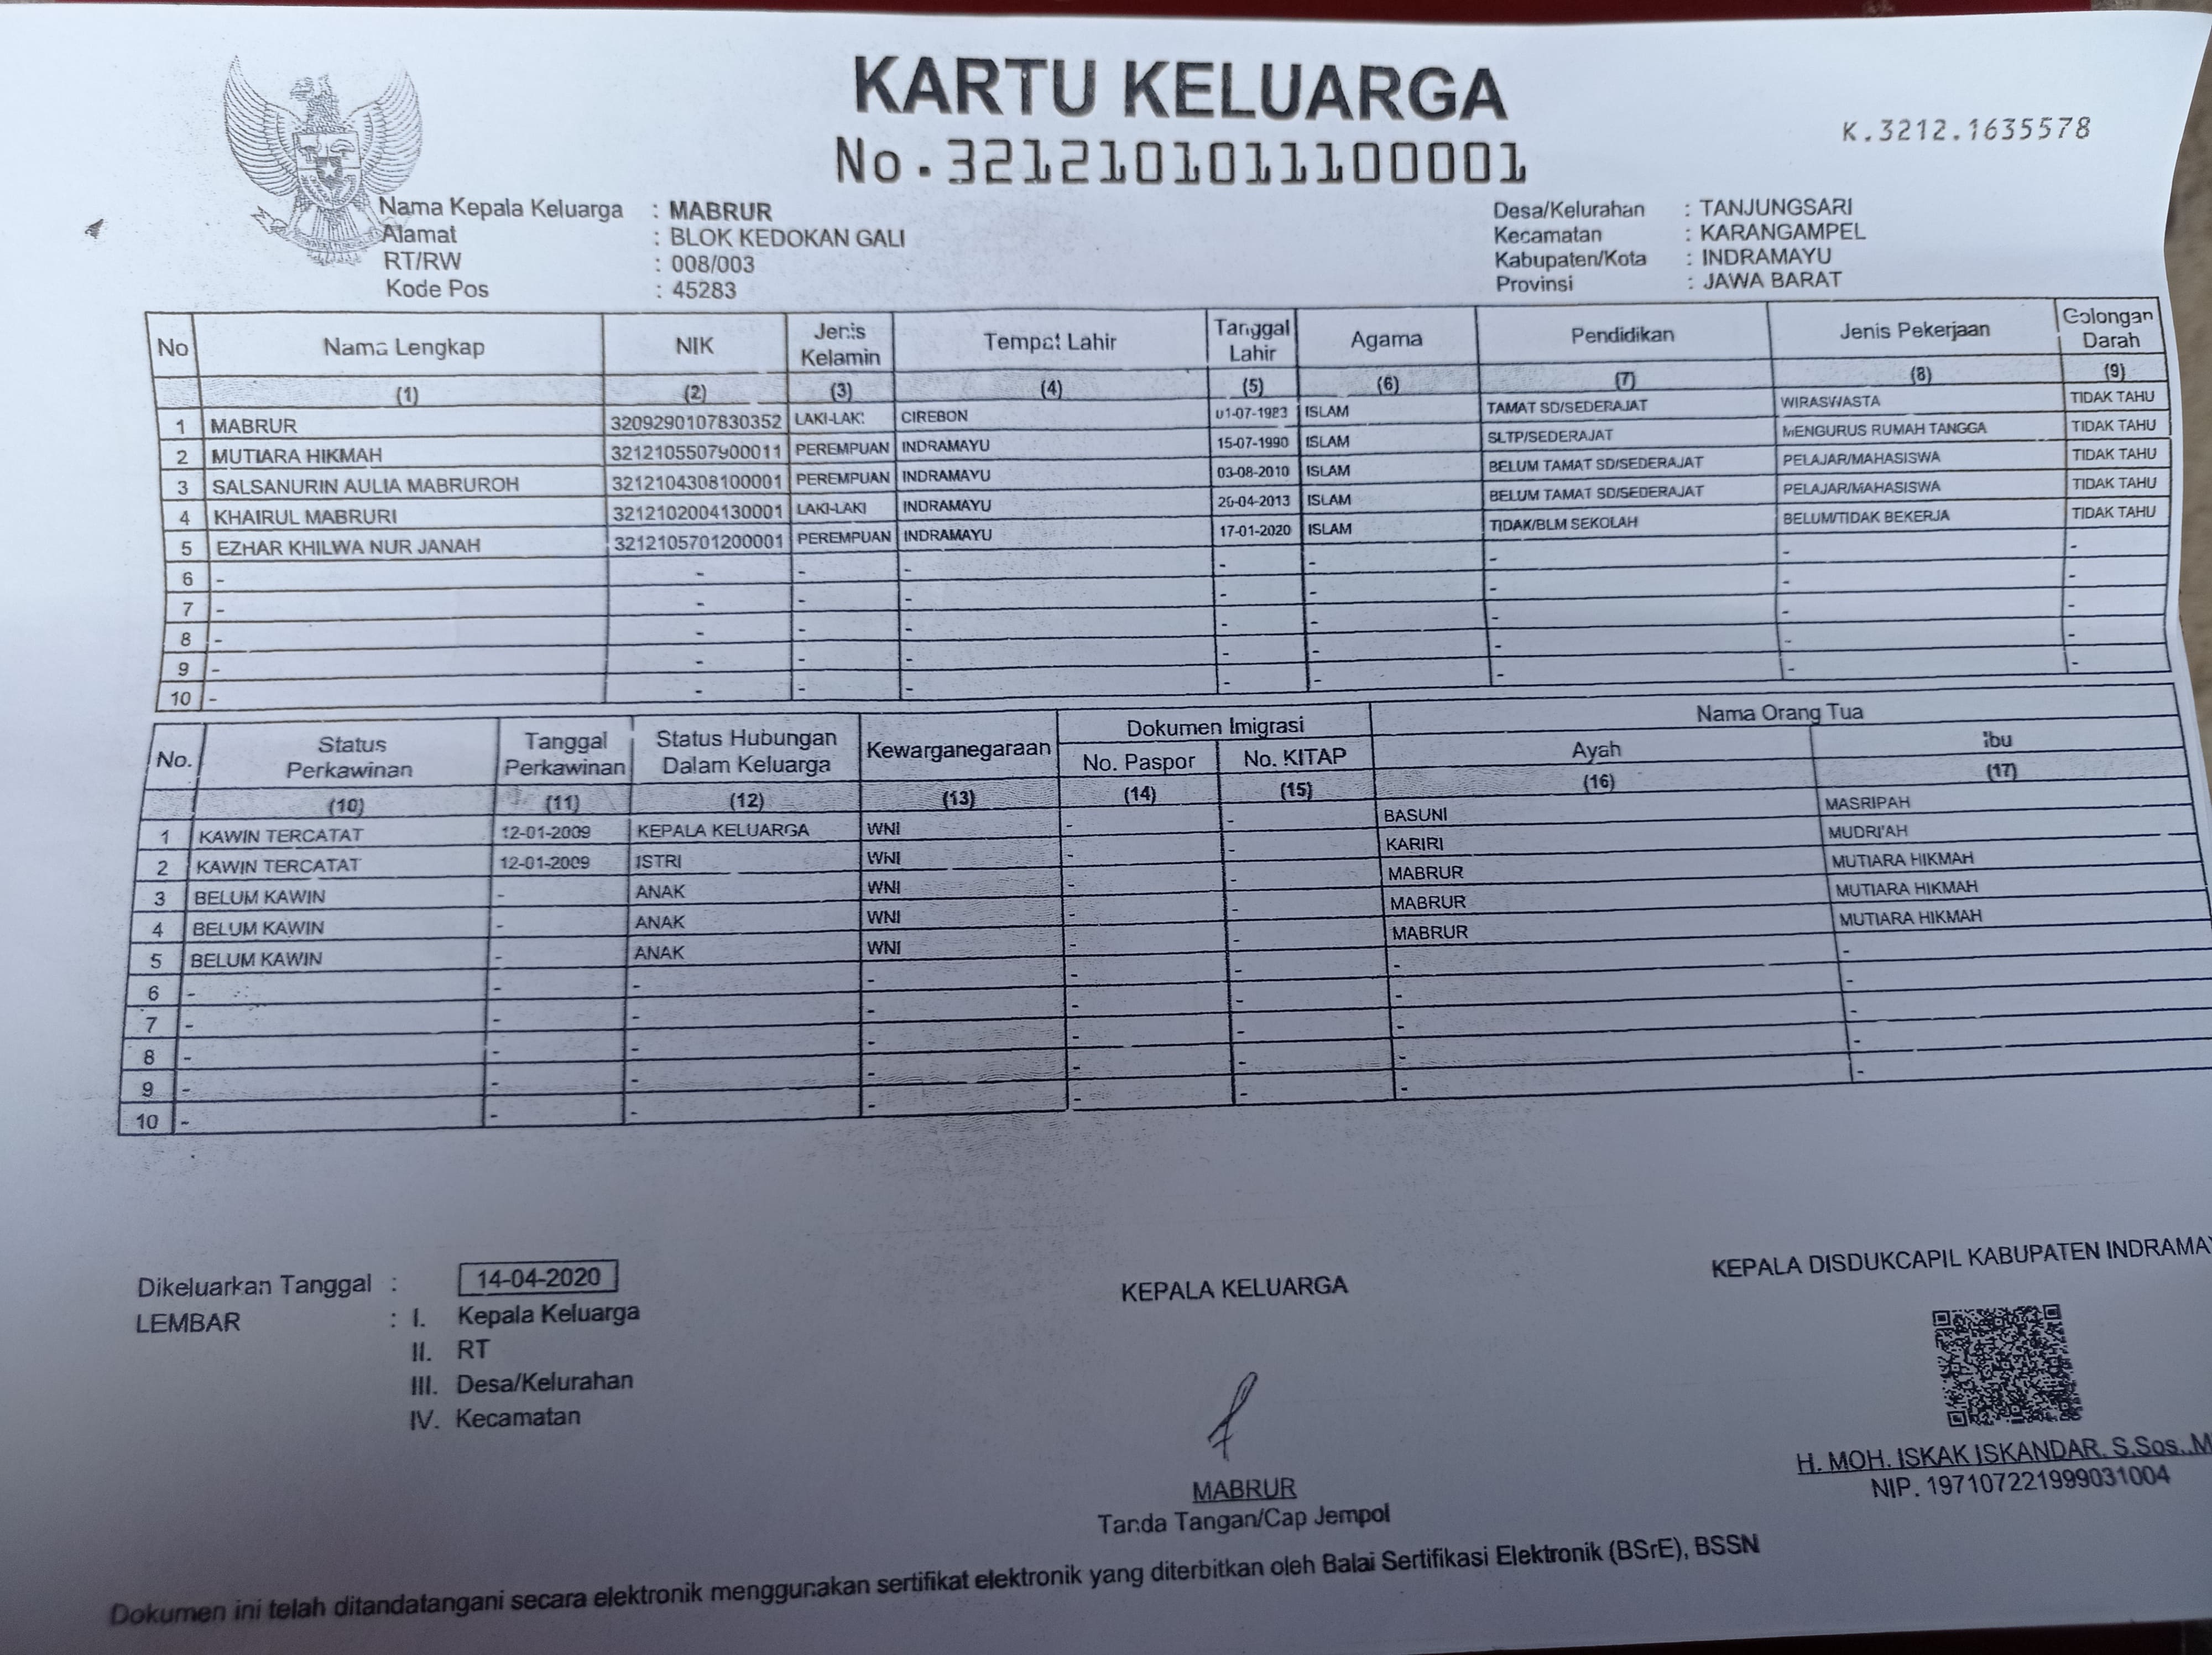 KARTU KELUARGA
No.3212101011100001
K.3212.1635578
Nama Kepala Keluarga : MABRUR
Alamat : BLOK KEDOKAN GALI
RT/RW : 008/003
Kode Pos : 45283
Desa/Kelurahan : TANJUNGSARI
Kecamatan : KARANGAMPEL
Kabupaten/Kota : INDRAMAYU
Provinsi : JAWA BARAT
No Nama Lengkap NIK Jenis Kelamin Tempat Lahir Tanggal Lahir Agama Pendidikan Jenis Pekerjaan Golongan Darah
(1) (2) (3) (4) (5) (6) (7) (8) (9)
1 MABRUR 3209290107830352 LAKI-LAKI CIREBON 01-07-1983 ISLAM TAMAT SD/SEDERAJAT WIRASWASTA TIDAK TAHU
2 MUTIARA HIKMAH 3212105507900011 PEREMPUAN INDRAMAYU 15-07-1990 ISLAM SLTP/SEDERAJAT MENGURUS RUMAH TANGGA TIDAK TAHU
3 SALSANURIN AULIA MABRUROH 3212104308100001 PEREMPUAN INDRAMAYU 03-08-2010 ISLAM BELUM TAMAT SD/SEDERAJAT PELAJAR/MAHASISWA TIDAK TAHU
4 KHAIRUL MABRURI 3212102004130001 LAKI-LAKI INDRAMAYU 20-04-2013 ISLAM BELUM TAMAT SD/SEDERAJAT PELAJAR/MAHASISWA TIDAK TAHU
5 EZHAR KHILWA NUR JANAH 3212105701200001 PEREMPUAN INDRAMAYU 17-01-2020 ISLAM TIDAK/BLM SEKOLAH BELUM/TIDAK BEKERJA TIDAK TAHU
6 - - - - - - - - -
7 - - - - - - - - -
8 - - - - - - - - -
9 - - - - - - - - -
10 - - - - - - - - -
No. Status Perkawinan Tanggal Perkawinan Status Hubungan Dalam Keluarga Kewarganegaraan Dokumen Imigrasi Nama Orang Tua
No. Paspor No. KITAP Ayah Ibu
(10) (11) (12) (13) (14) (15) (16) (17)
1 KAWIN TERCATAT 12-01-2009 KEPALA KELUARGA WNI - - BASUNI MASRIPAH
2 KAWIN TERCATAT 12-01-2009 ISTRI WNI - - KARIRI MUDRI'AH
3 BELUM KAWIN - ANAK WNI - - MABRUR MUTIARA HIKMAH
4 BELUM KAWIN - ANAK WNI - - MABRUR MUTIARA HIKMAH
5 BELUM KAWIN - ANAK WNI - - MABRUR MUTIARA HIKMAH
6 - - - - - - - -
7 - - - - - - - -
8 - - - - - - - -
9 - - - - - - - -
10 - - - - - - - -
Dikeluarkan Tanggal : 14-04-2020
LEMBAR : I. Kepala Keluarga
II. RT
III. Desa/Kelurahan
IV. Kecamatan
KEPALA KELUARGA
MABRUR
Tanda Tangan/Cap Jempol
KEPALA DISDUKCAPIL KABUPATEN INDRAMAY
H. MOH. ISKAK ISKANDAR, S.Sos., M
NIP. 197107221999031004
Dokumen ini telah ditandatangani secara elektronik menggunakan sertifikat elektronik yang diterbitkan oleh Balai Sertifikasi Elektronik (BSrE), BSSN